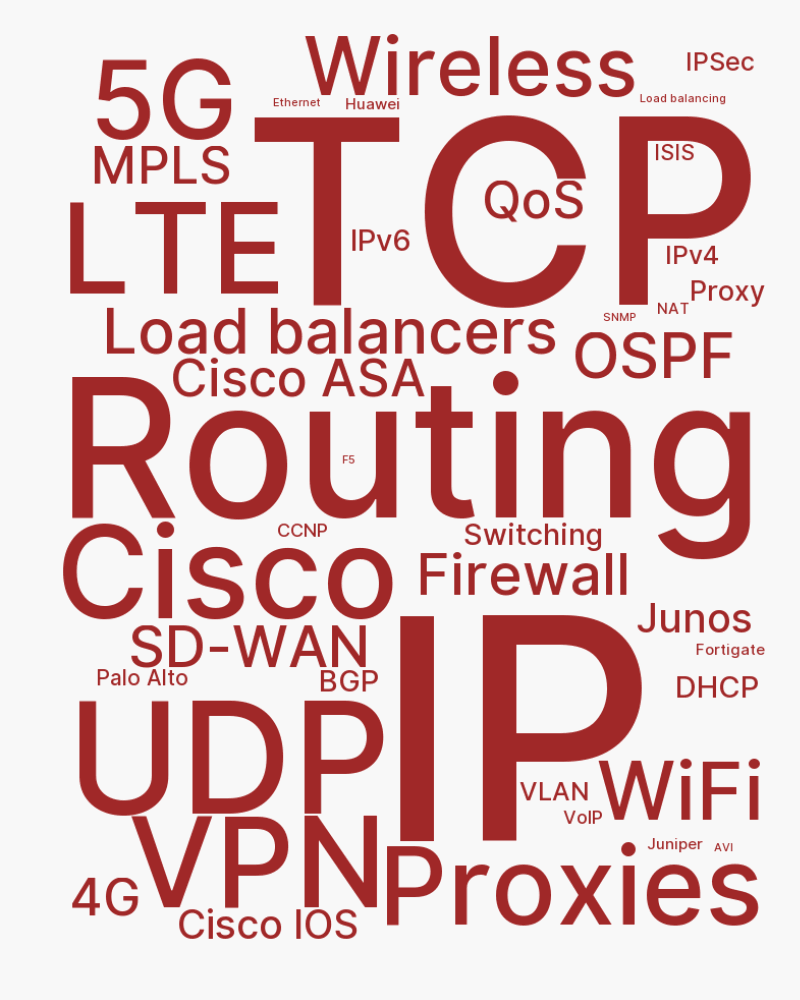 Wireless
IPSec
5G
Ethernet
Huawei
Load balancing
TCP
MPLS
ISIS
QoS
LTE
IPv6
IPv4
Proxy
NAT
SNMP
Load balancers
OSPF
Cisco ASA
Routing
F5
CCNP
Switching
Cisco
Firewall
Junos
SD-WAN
IP
Fortigate
Palo Alto
BGP
DHCP
UDP
VLAN
WiFi
VoIP
VPN
Juniper
AVI
Proxies
4G
Cisco IOS